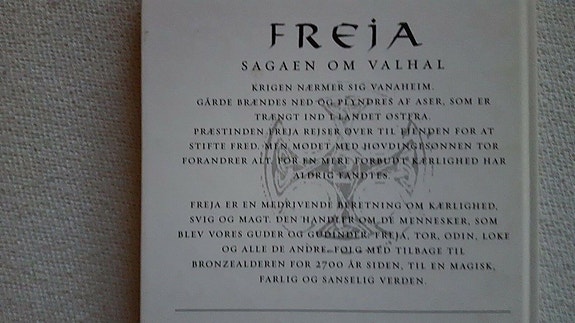 FREJA
SAGAEN OM VALHAL
KRIGEN NÆRMER SIG VANAHEIM.
GÅRDE BRÆNDES NED OG PLYNDRES AF ASER, SOM ER
TRÆNGT IND I LANDET ØSTFRA.
PRÆSTINDEN FREJA REJSER OVER TIL FJENDEN FOR AT
STIFTE FRED. MEN MØDET MED HØVDINGESØNNEN TOR
FORANDRER ALT. FOR EN MERE FORBUDT KÆRLIGHED HAR
ALDRIG FANDTES.
FREJA ER EN MEDRIVENDE BERETNING OM KÆRLIGHED,
SVIG OG MAGT. DEN HANDLER OM DE MENNESKER, SOM
BLEV VORES GUDER OG GUDINDER: FREJA, TOR, ODIN, LOKE
OG ALLE DE ANDRE. FØLG MED TILBAGE TIL
BRONZEALDEREN FOR 2700 ÅR SIDEN, TIL EN MAGISK,
FARLIG OG SANSELIG VERDEN.